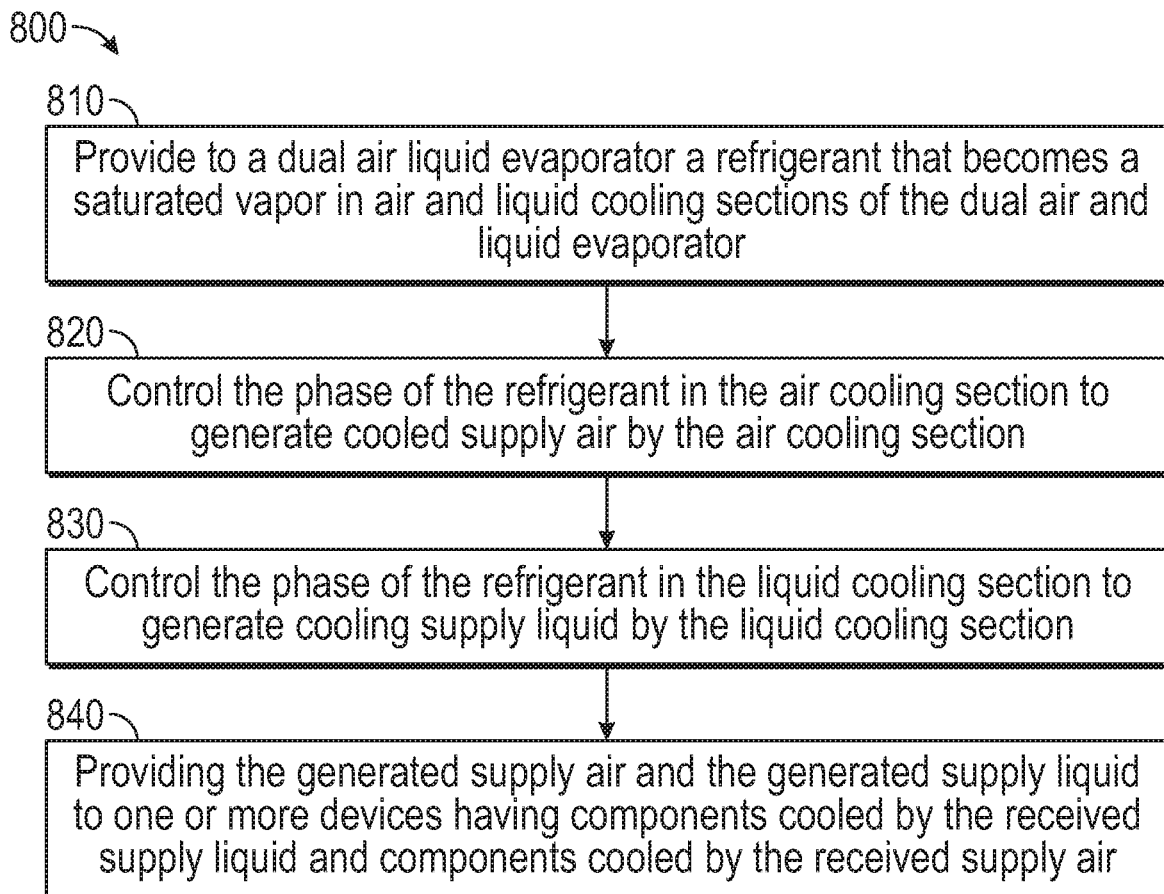 800
810
Provide to a dual air liquid evaporator a refrigerant that becomes a
saturated vapor in air and liquid cooling sections of the dual air and
liquid evaporator
820
Control the phase of the refrigerant in the air cooling section to
generate cooled supply air by the air cooling section
830
Control the phase of the refrigerant in the liquid cooling section to
generate cooling supply liquid by the liquid cooling section
840
Providing the generated supply air and the generated supply liquid
to one or more devices having components cooled by the received
supply liquid and components cooled by the received supply air